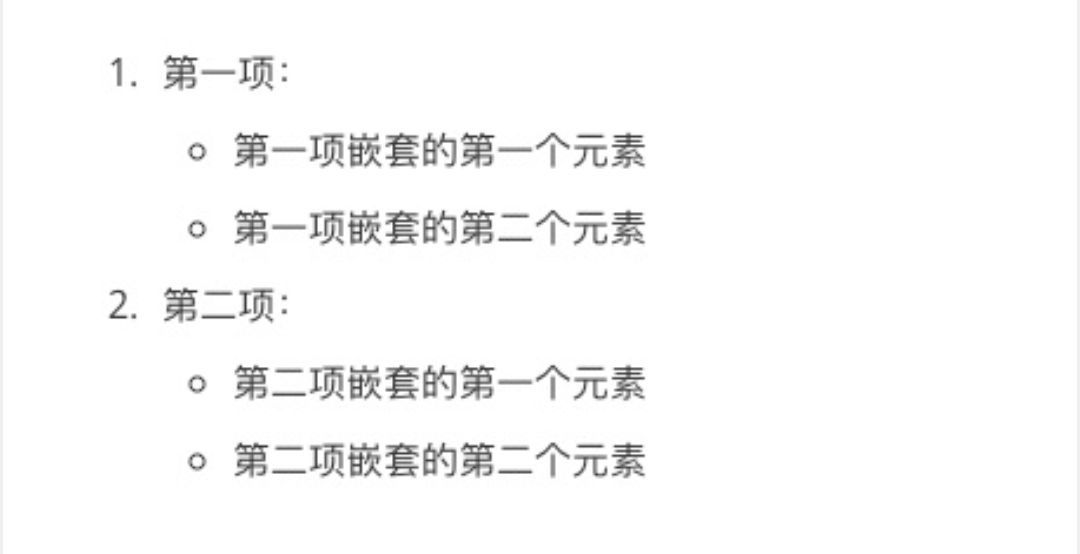 1. 第一项：
○ 第一项嵌套的第一个元素
○ 第一项嵌套的第二个元素
2. 第二项：
○ 第二项嵌套的第一个元素
○ 第二项嵌套的第二个元素